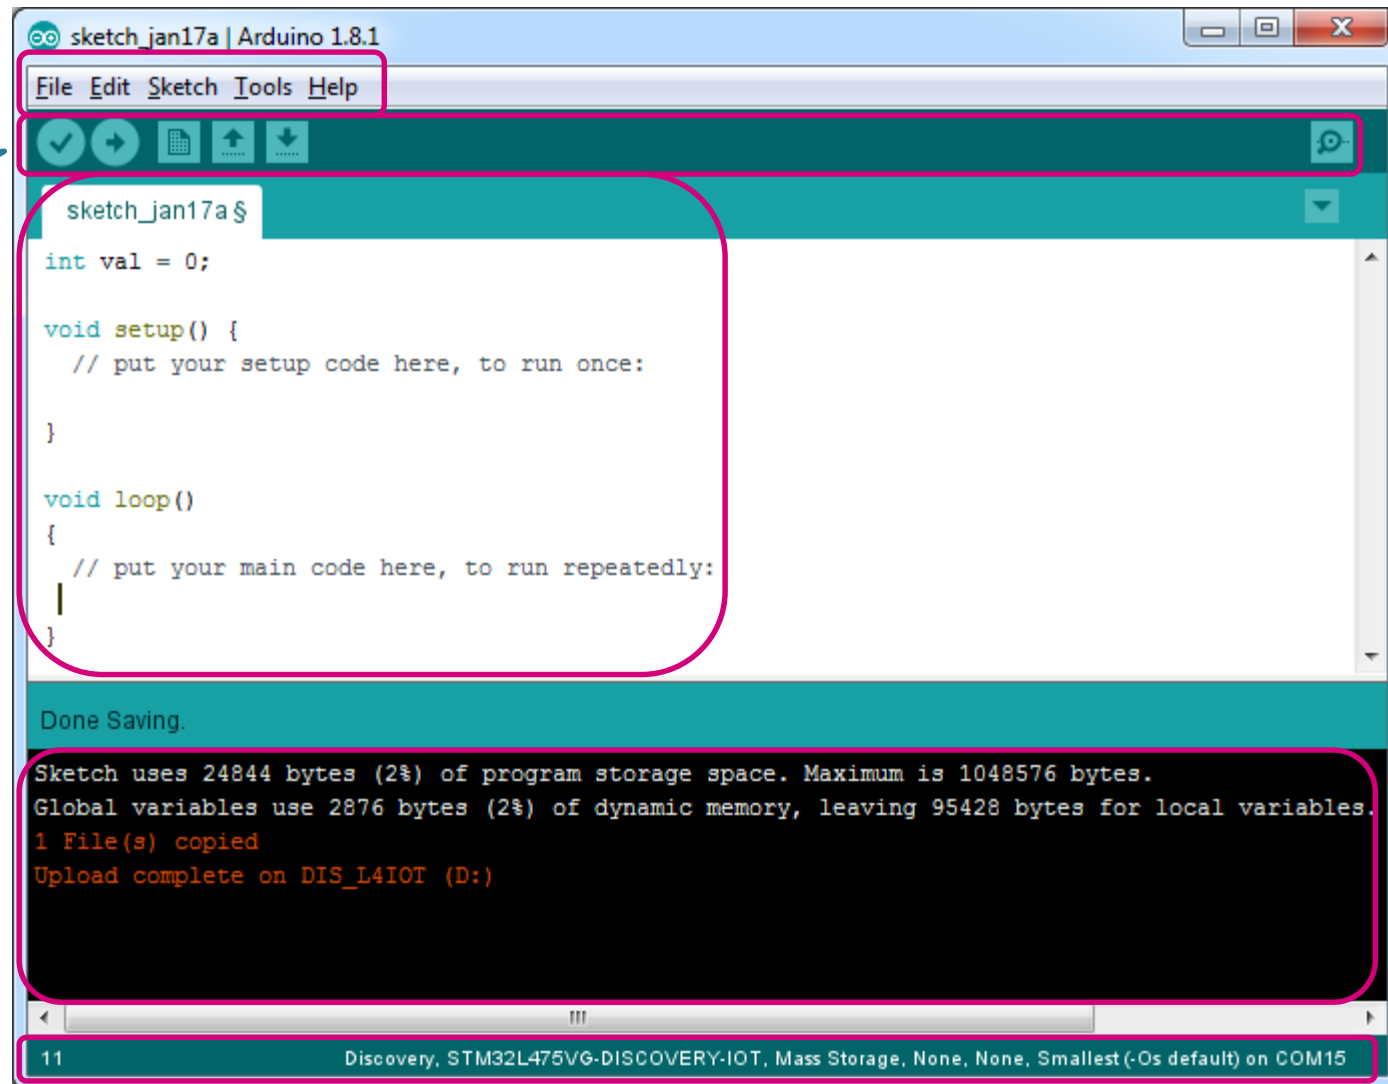 sketch_jan17a | Arduino 1.8.1
File Edit Sketch Tools Help
sketch_jan17a §
int val = 0;
void setup() {
// put your setup code here, to run once:
}
void loop()
{
// put your main code here, to run repeatedly:
}
Done Saving.
Sketch uses 24844 bytes (2%) of program storage space. Maximum is 1048576 bytes.
Global variables use 2876 bytes (2%) of dynamic memory, leaving 95428 bytes for local variables.
1 File(s) copied
Upload complete on DIS_L4IOT (D:)
11 Discovery, STM32L475VG-DISCOVERY-IOT, Mass Storage, None, None, Smallest (-Os default) on COM15